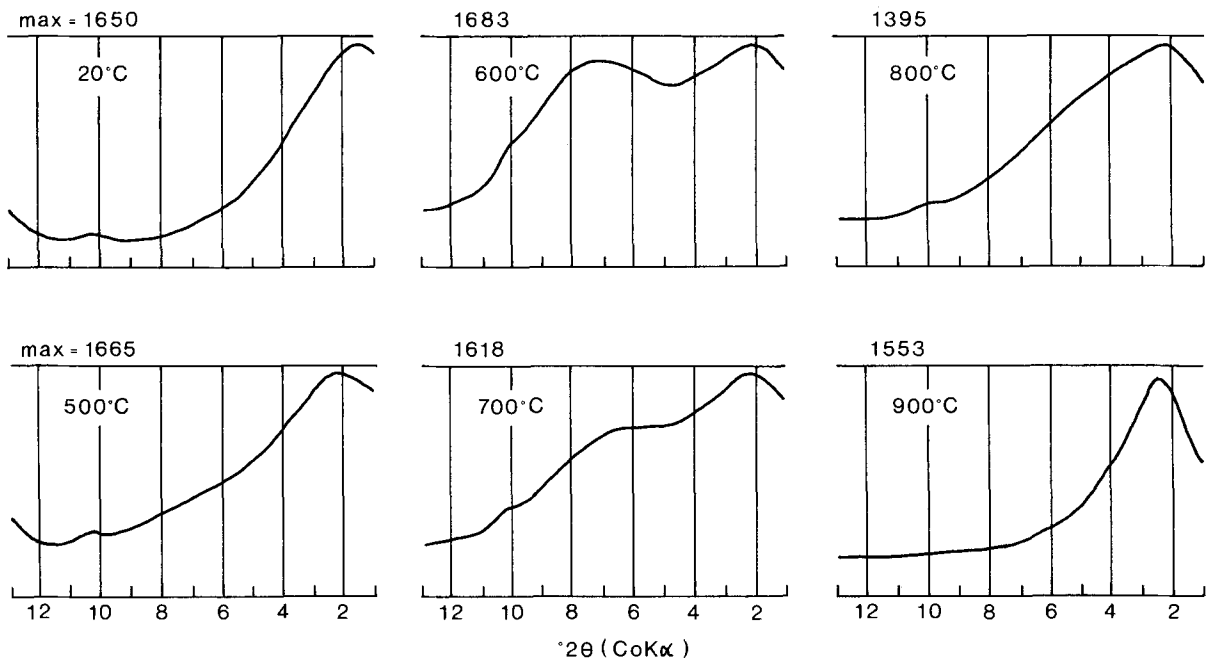 max = 1650
1683
1395
20°C
600°C
800°C
max = 1665
1618
1553
500°C
700°C
900°C
12 10 8 6 4 2
12 10 8 6 4 2
12 10 8 6 4 2
°2θ (CoKα)